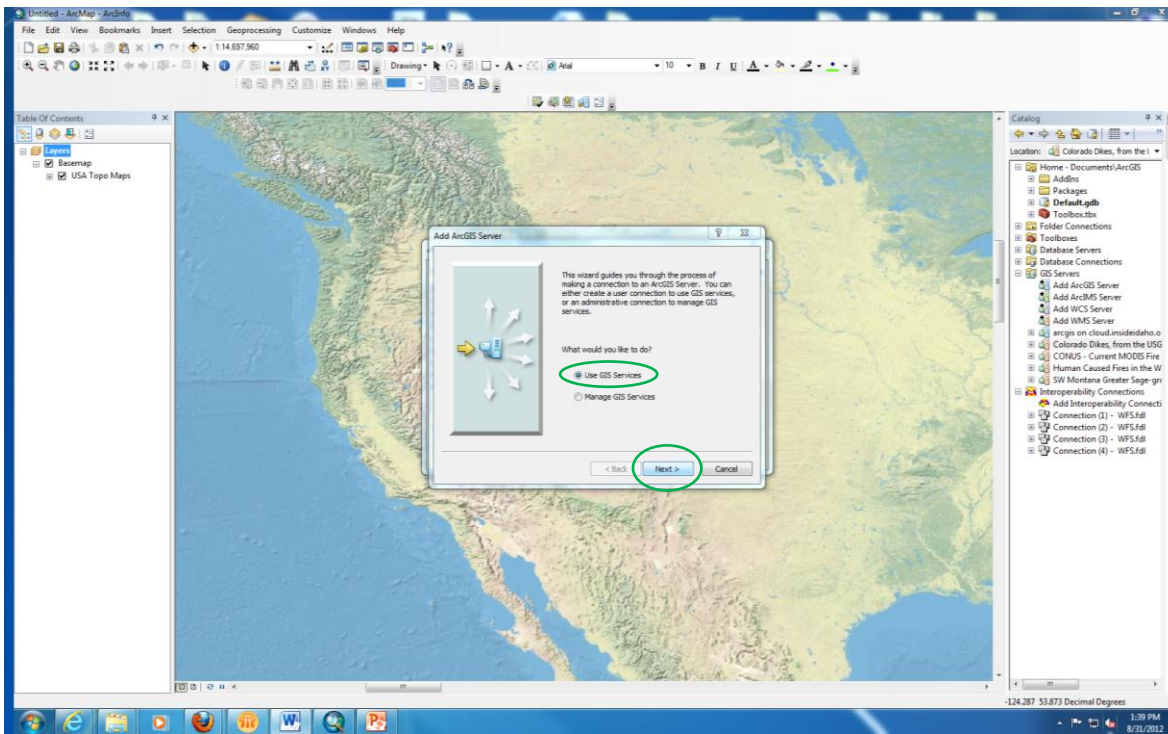 Untitled - ArcMap - ArcInfo
File Edit View Bookmarks Insert Selection Geoprocessing Customize Windows Help
1:14,697,960
Drawing
Arial
10
B I U A
Table Of Contents
Layers
Basemap
USA Topo Maps
Add ArcGIS Server
This wizard guides you through the process of
making a connection to an ArcGIS Server. You can
either create a user connection to use GIS services,
or an administrative connection to manage GIS
services.
What would you like to do?
Use GIS Services
Manage GIS Services
< Back Next > Cancel
Catalog
Location: Colorado Dikes, from the
Home - Documents\ArcGIS
AddIns
Packages
Default.gdb
Toolbox.tbx
Folder Connections
Toolboxes
Database Servers
Database Connections
GIS Servers
Add ArcGIS Server
Add ArcIMS Server
Add WCS Server
Add WMS Server
arcgis on cloud.insideidaho.o
Colorado Dikes, from the USG
CONUS - Current MODIS Fire
Human Caused Fires in the W
SW Montana Greater Sage-gr
Interoperability Connections
Add Interoperability Connecti
Connection (1) - WFS.fdl
Connection (2) - WFS.fdl
Connection (3) - WFS.fdl
Connection (4) - WFS.fdl
-124.287 53.873 Decimal Degrees
1:39 PM
8/31/2012